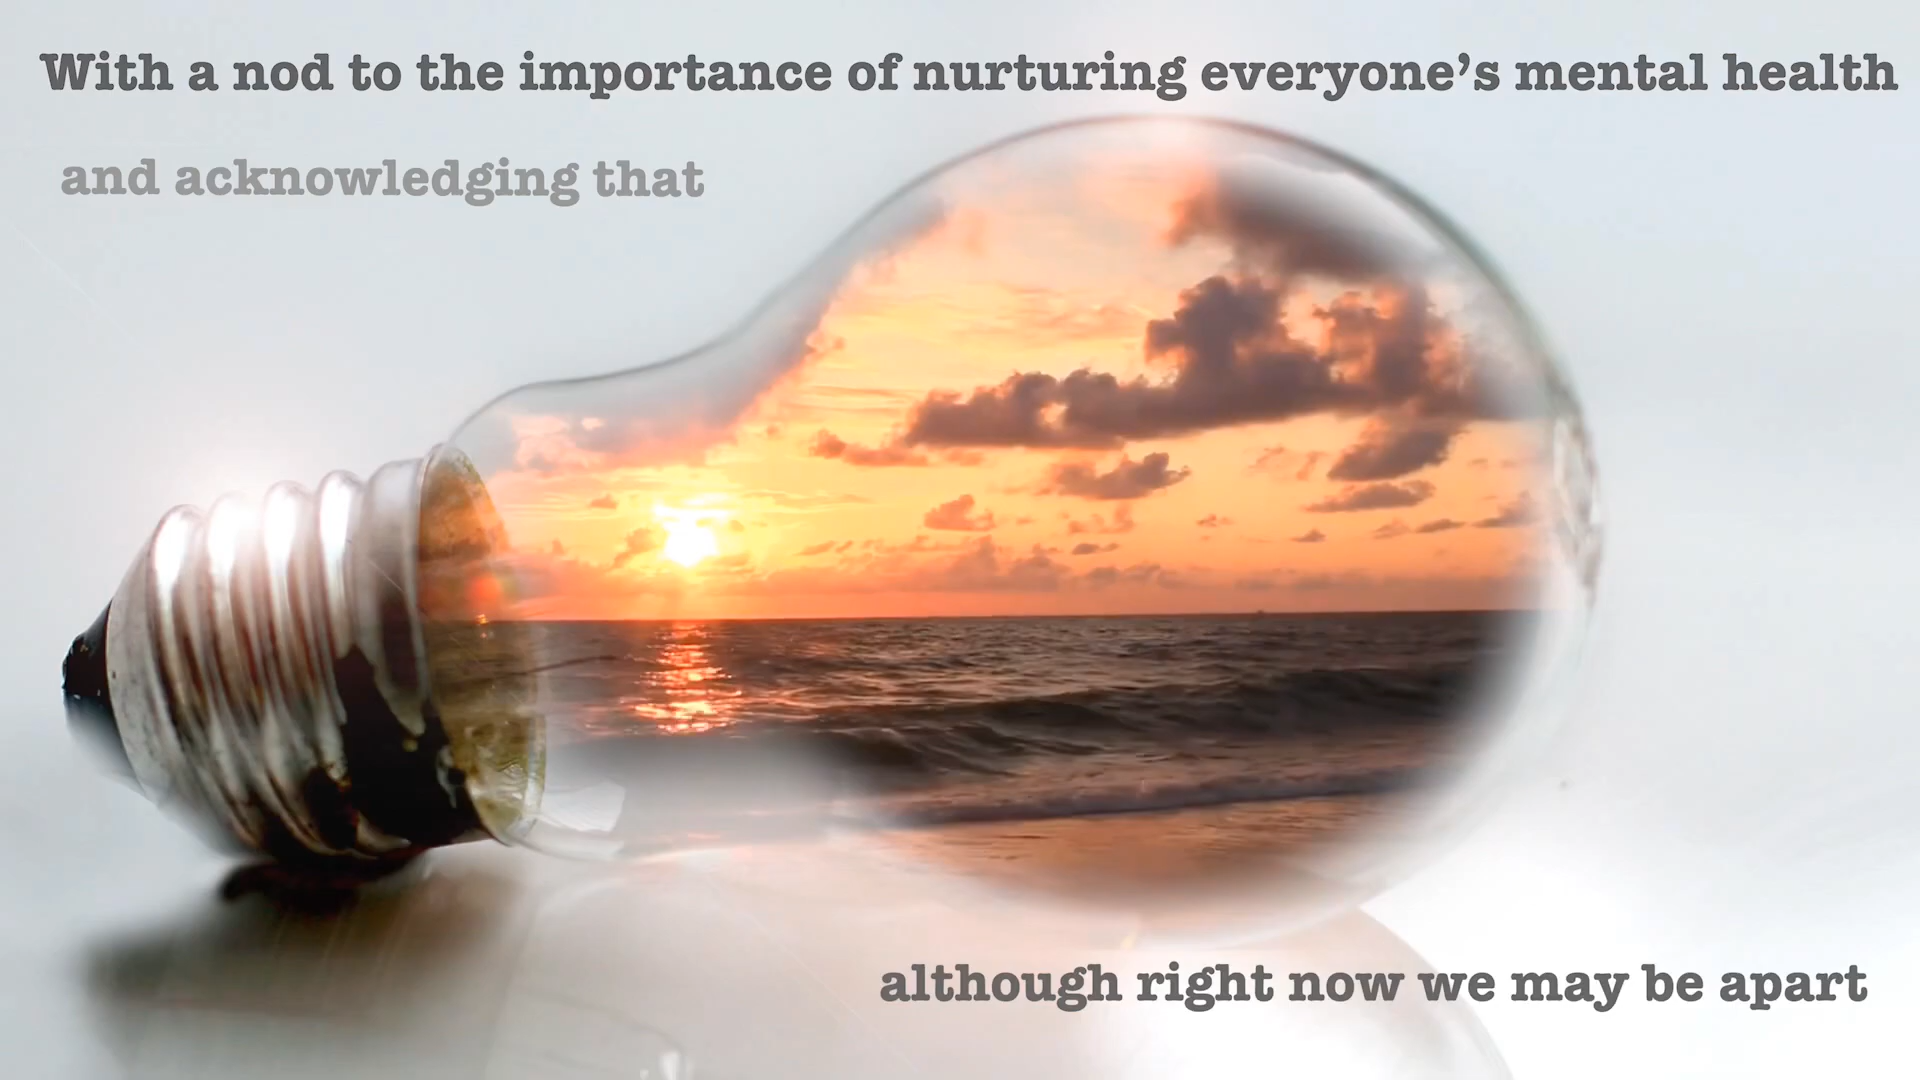 With a nod to the importance of nurturing everyone’s mental health
and acknowledging that
although right now we may be apart